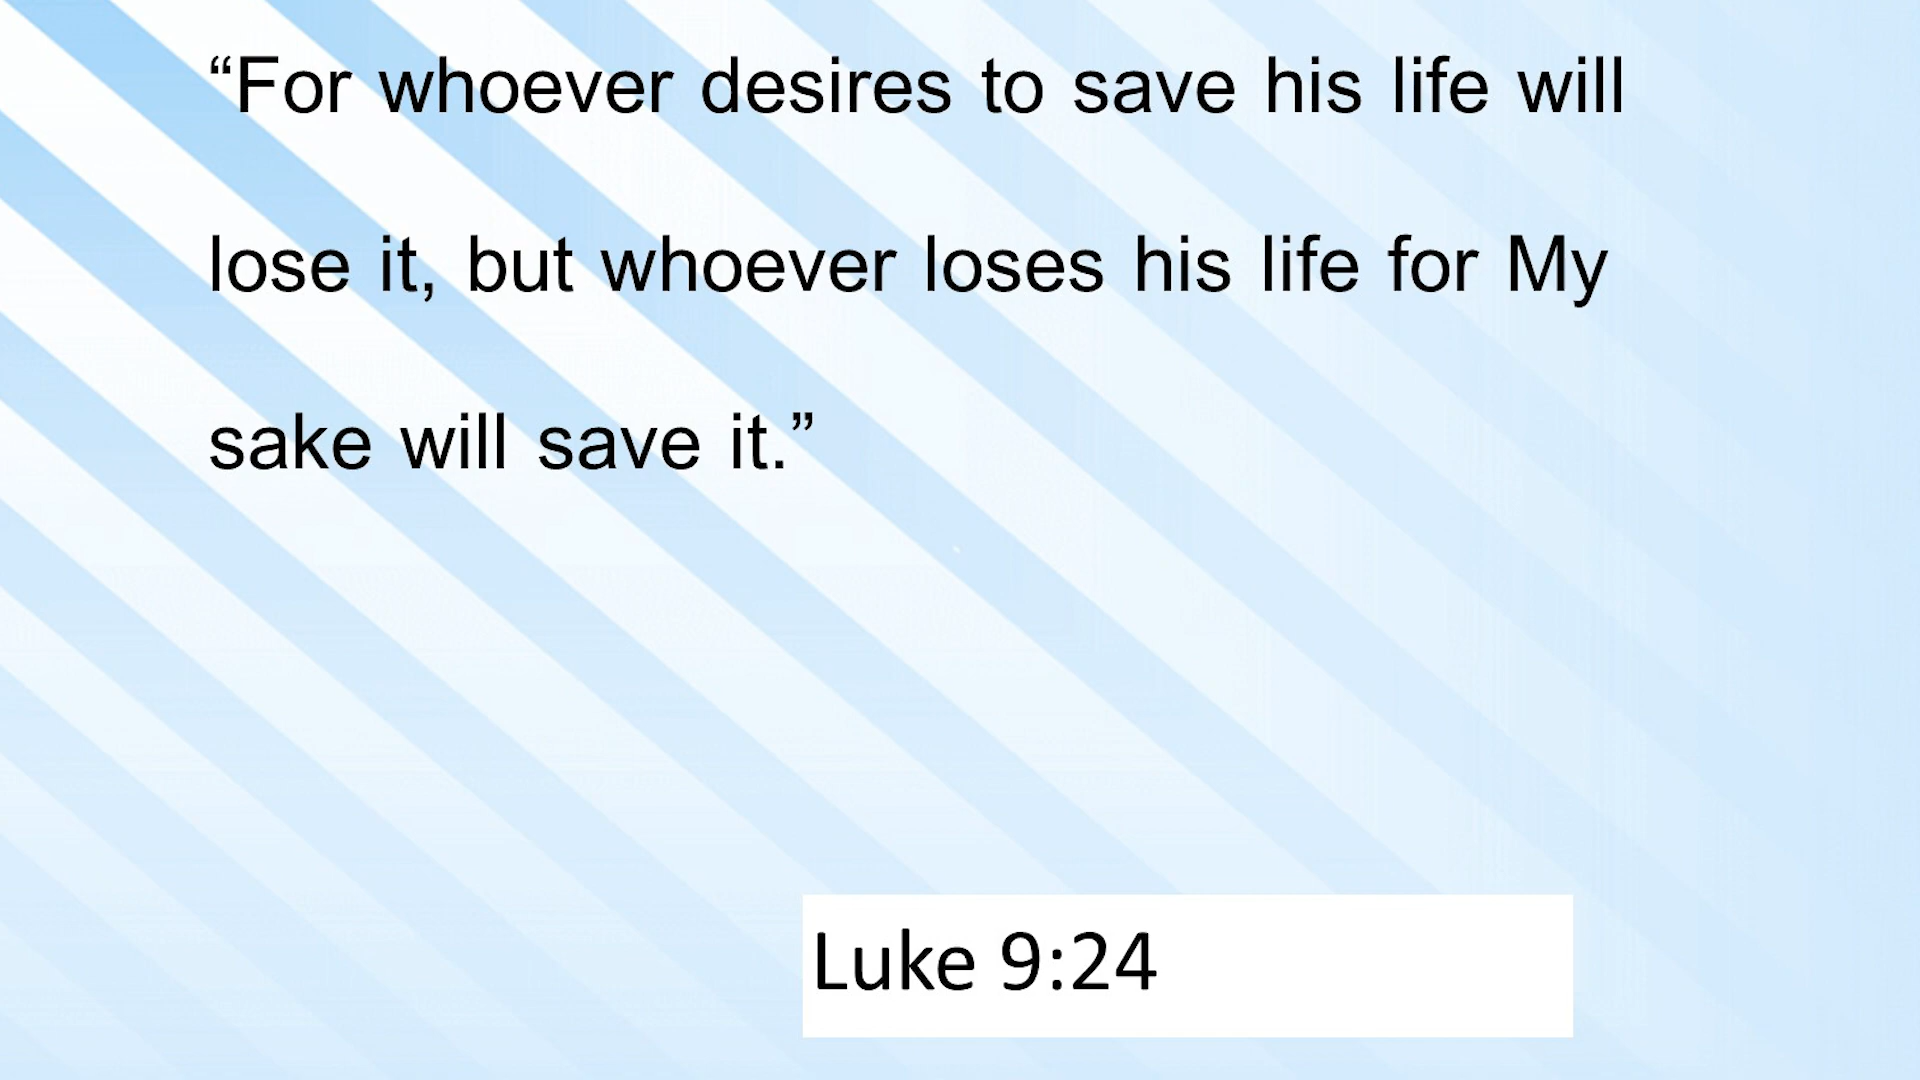 “For whoever desires to save his life will
lose it, but whoever loses his life for My
sake will save it.”
Luke 9:24